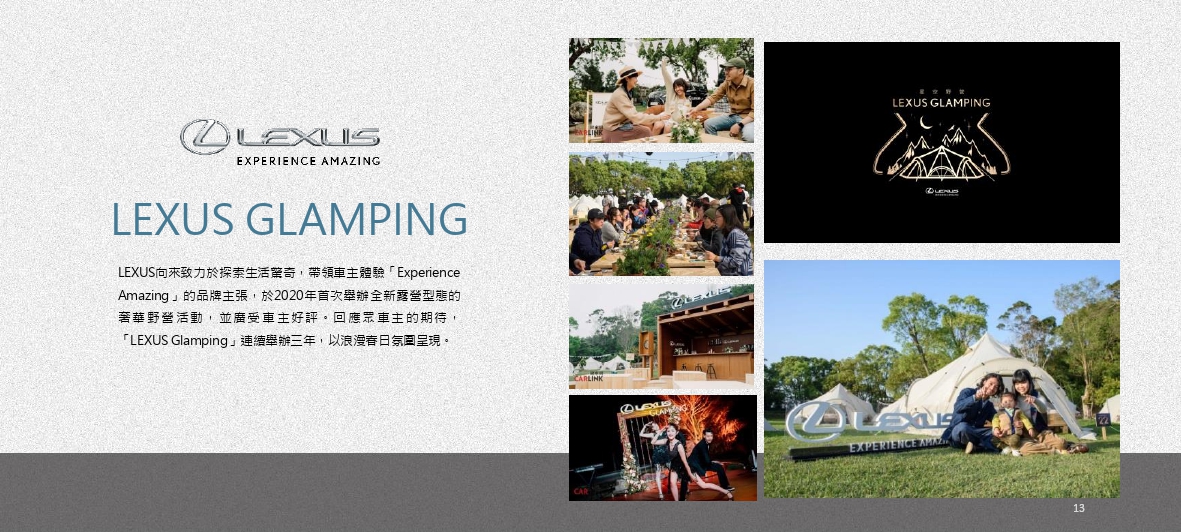 LEXUS
EXPERIENCE AMAZING
LEXUS GLAMPING
LEXUS向來致力於探索生活驚奇，帶領車主體驗「Experience
Amazing」的品牌主張，於2020年首次舉辦全新露營型態的
奢華野營活動，並廣受車主好評。回應眾車主的期待，
「LEXUS Glamping」連續舉辦三年，以浪漫春日氛圍呈現。
CARLINK
CARLINK
LEXUS
GLAMPING
CAR
星空野營
LEXUS GLAMPING
LEXUS
LEXUS
EXPERIENCE AMAZI
13